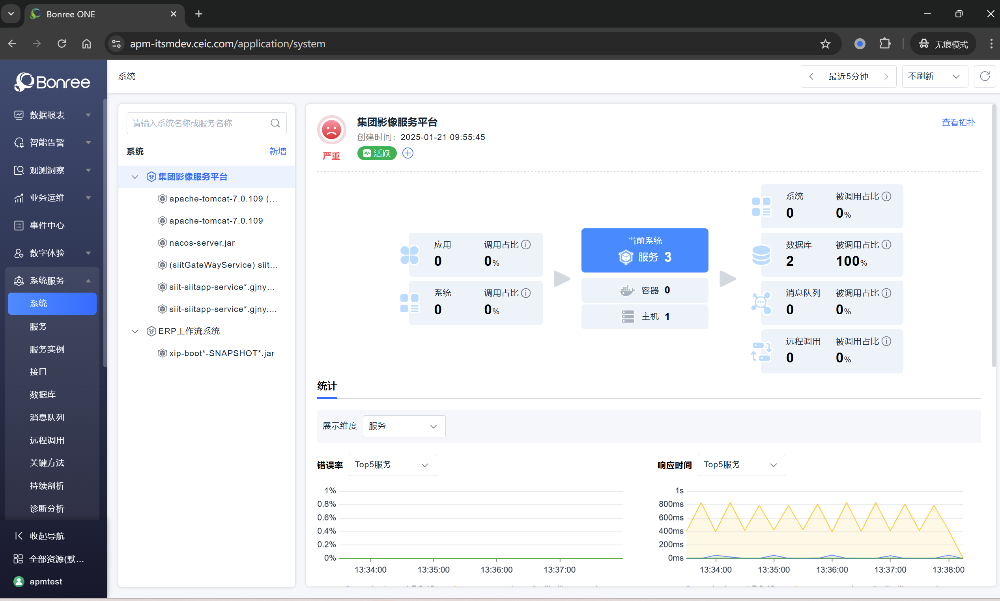 Bonree ONE
apm-itsmdev.ceic.com/application/system
无痕模式
Bonree
数据报表
智能告警
观测洞察
业务运维
事件中心
数字体验
系统服务
系统
服务
服务实例
接口
数据库
消息队列
远程调用
关键方法
持续剖析
诊断分析
收起导航
全部资源(默...
apmtest
系统
最近5分钟
不刷新
请输入系统名称或服务名称
系统 新增
集团影像服务平台
apache-tomcat-7.0.109 (...
apache-tomcat-7.0.109
nacos-server.jar
(siitGateWayService) siit...
siit-siitapp-service*.gjny...
siit-siitapp-service*.gjny....
ERP工作流系统
xip-boot*-SNAPSHOT*.jar
严重
集团影像服务平台
创建时间： 2025-01-21 09:55:45
活跃
查看拓扑
应用 调用占比
0 0%
系统 调用占比
0 0%
当前系统
服务 3
容器 0
主机 1
系统 被调用占比
0 0%
数据库 被调用占比
2 100%
消息队列 被调用占比
0 0%
远程调用 被调用占比
0 0%
统计
展示维度 服务
错误率 Top5服务
1%
0.8%
0.6%
0.4%
0.2%
0%
13:34:00 13:35:00 13:36:00 13:37:00
响应时间 Top5服务
1s
800ms
600ms
400ms
200ms
0ms
13:34:00 13:35:00 13:36:00 13:37:00 13:38:00